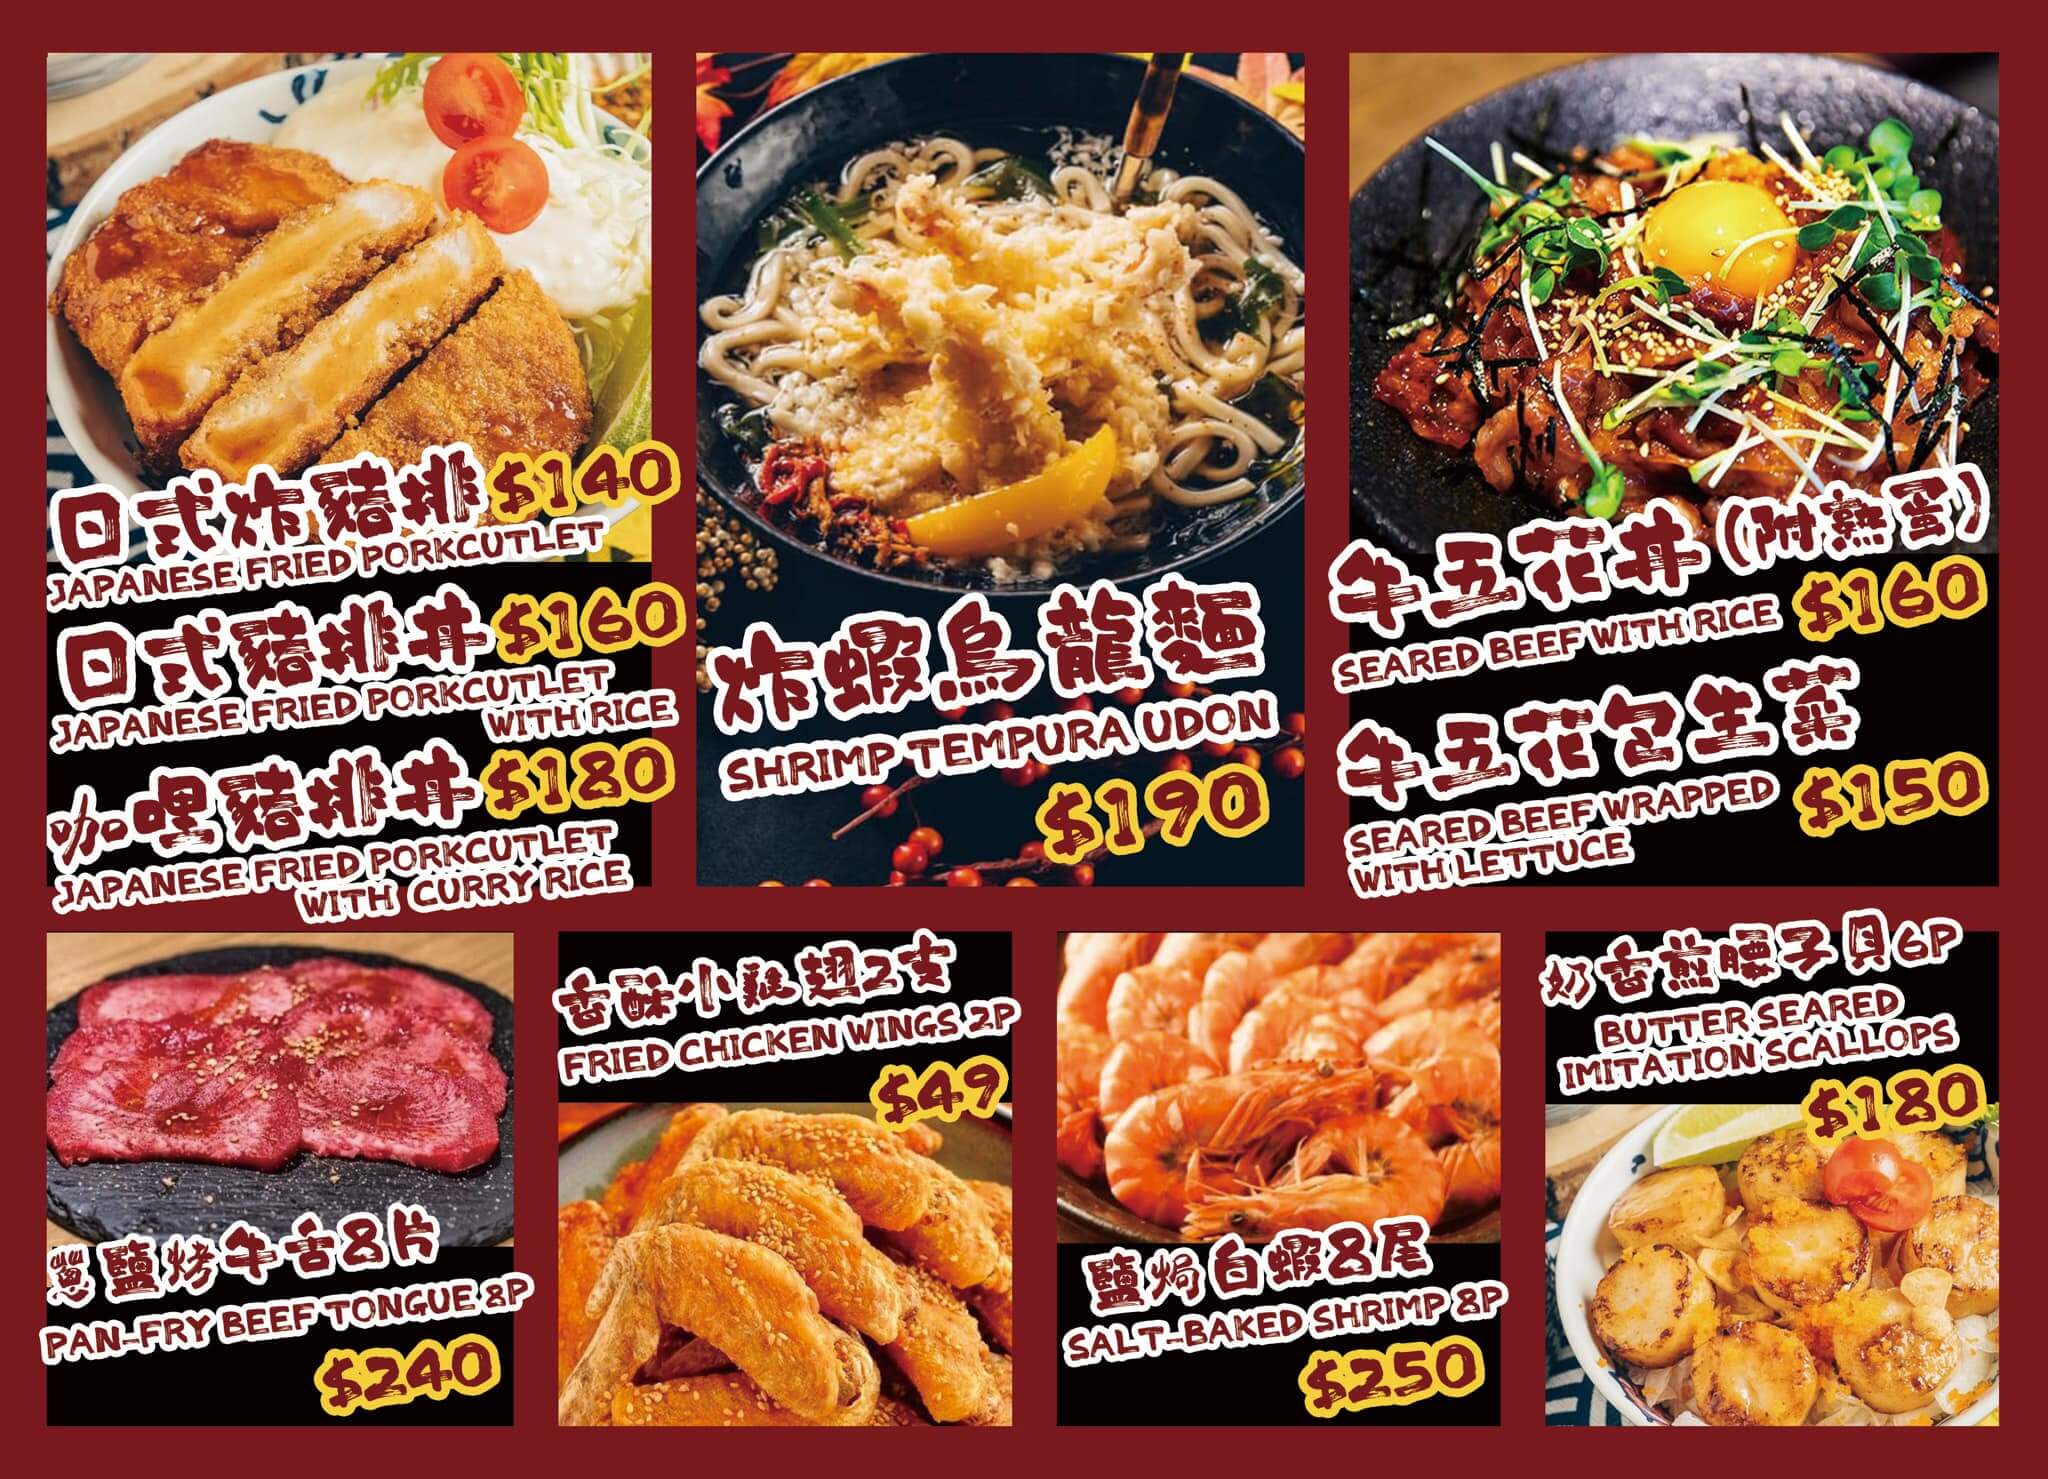 日式炸豬排 $140
JAPANESE FRIED PORKCUTLET
日式豬排丼 $160
JAPANESE FRIED PORKCUTLET
WITH RICE
咖哩豬排丼 $180
JAPANESE FRIED PORKCUTLET
WITH CURRY RICE
炸蝦烏龍麵
SHRIMP TEMPURA UDON
$190
牛五花丼(附熟蛋)
SEARED BEEF WITH RICE $160
牛五花包生菜
SEARED BEEF WRAPPED
WITH LETTUCE
$150
蔥鹽烤牛舌8片
PAN-FRY BEEF TONGUE 8P
$240
香酥小雞翅2支
FRIED CHICKEN WINGS 2P
$49
鹽焗白蝦8尾
SALT-BAKED SHRIMP 8P
$250
奶香煎腰子貝6P
BUTTER SEARED
IMITATION SCALLOPS
$180